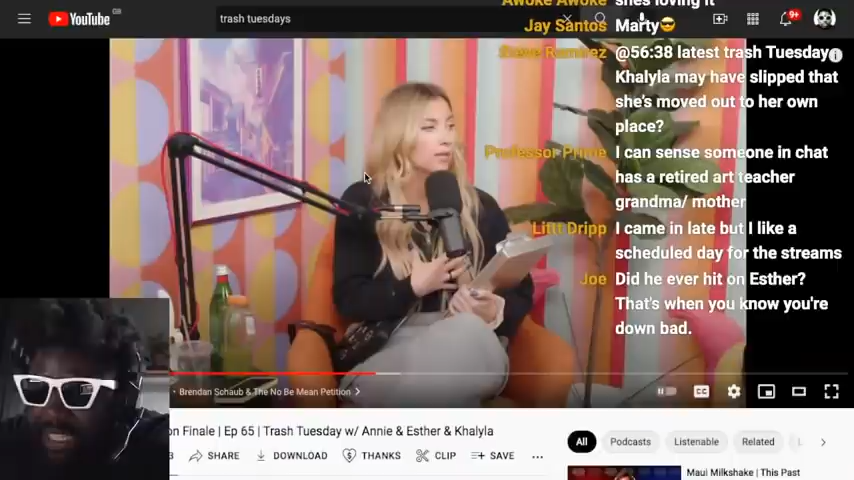 YouTube GB
trash tuesdays
9+
Awoke Awoke
shes loving it
Jay Santos Marty😎
Steve Ramirez @56:38 latest trash Tuesday
Khalyla may have slipped that
she's moved out to her own
place?
Professor Prime I can sense someone in chat
has a retired art teacher
grandma/ mother
Littt Dripp I came in late but I like a
scheduled day for the streams
Joe Did he ever hit on Esther?
That's when you know you're
down bad.
• Brendan Schaub & The No Be Mean Petition >
CC
on Finale | Ep 65 | Trash Tuesday w/ Annie & Esther & Khalyla
3 SHARE DOWNLOAD THANKS CLIP SAVE ...
All Podcasts Listenable Related L
Maui Milkshake | This Past